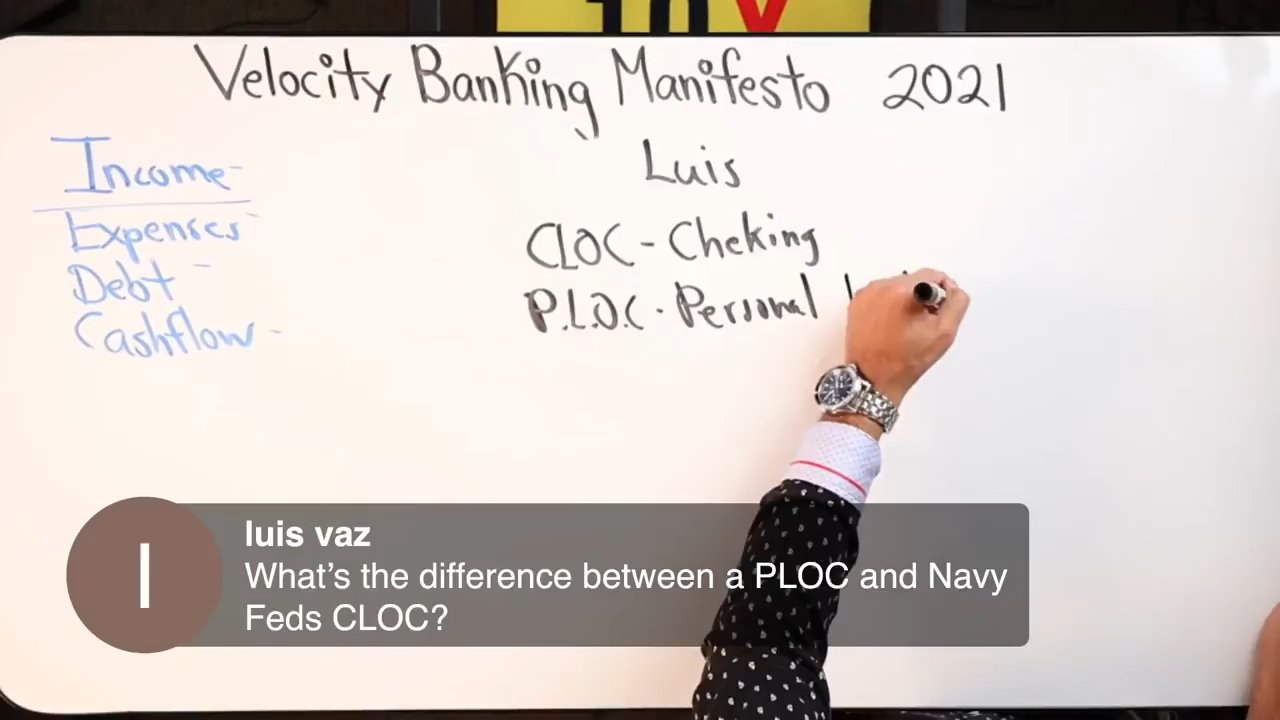 10X
Velocity Banking Manifesto 2021
Income -
Expenses -
Debt -
Cashflow -
Luis
CLOC - Cheking
P.L.O.C - Personal
l
luis vaz
What's the difference between a PLOC and Navy
Feds CLOC?